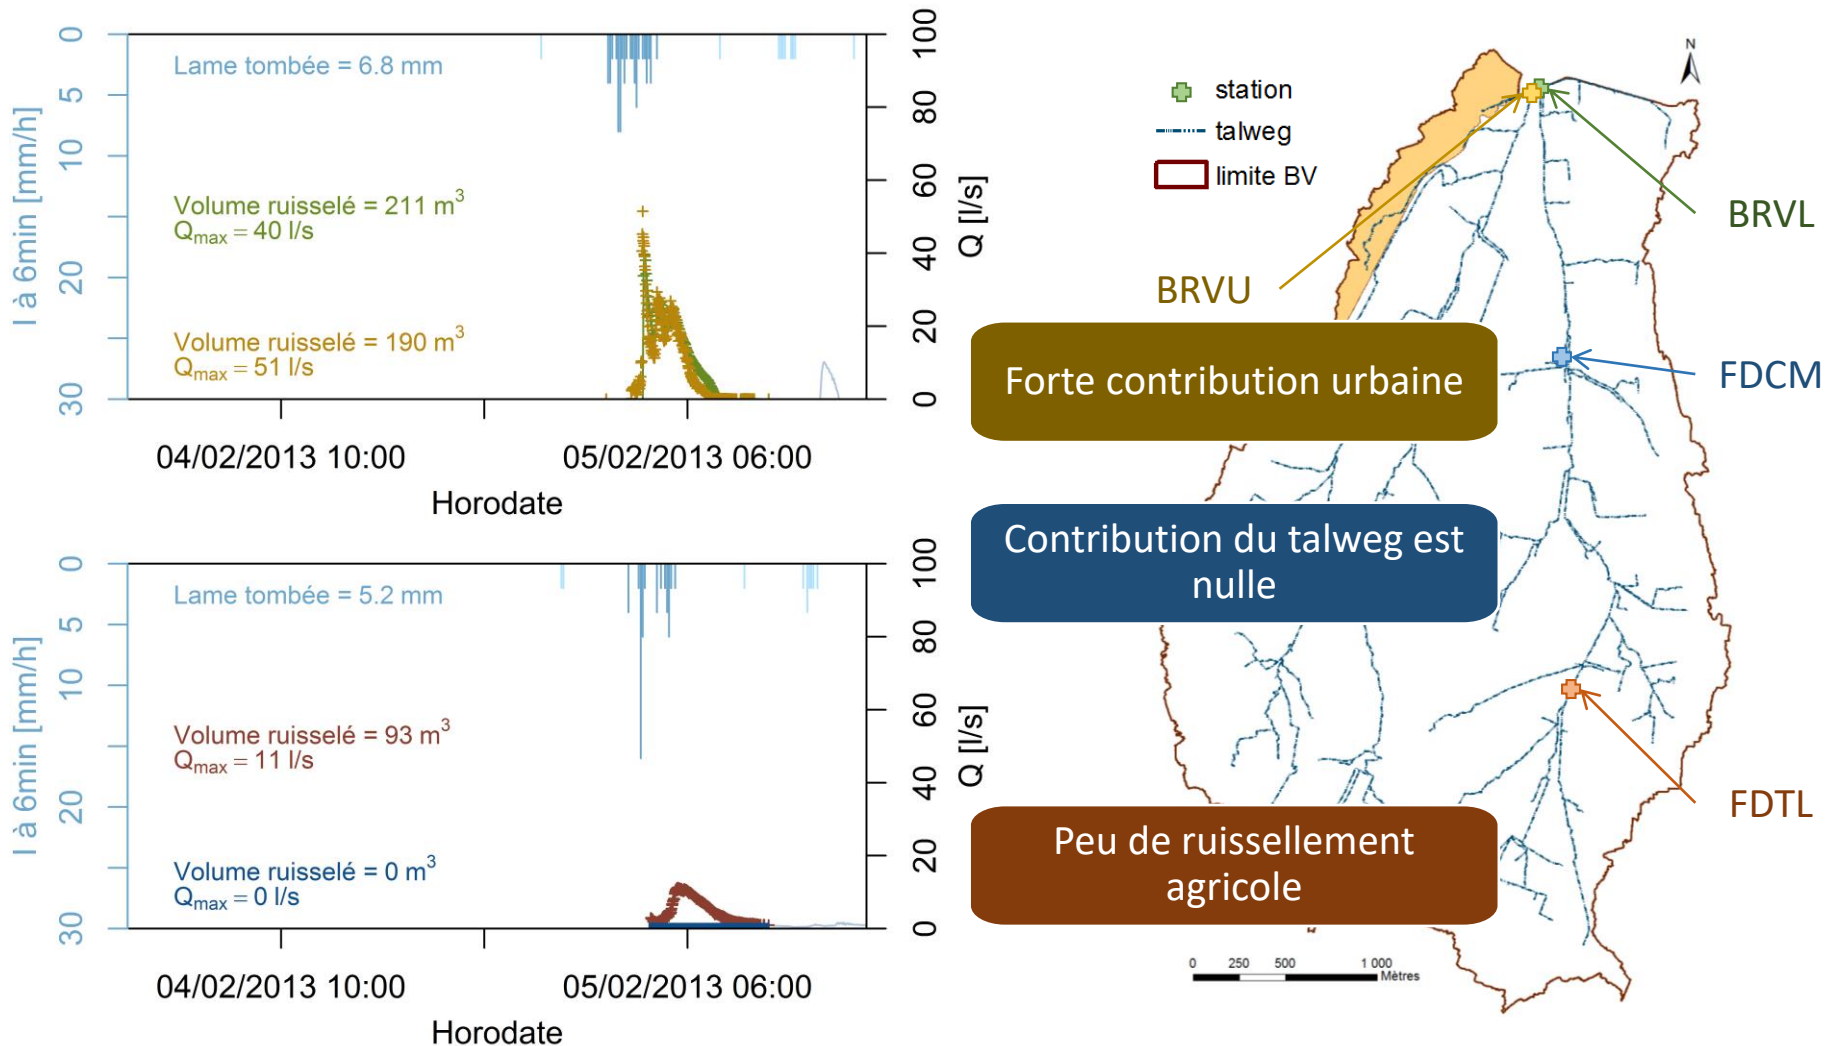 0
5
10
20
30
I à 6min [mm/h]
Lame tombée = 6.8 mm
Volume ruisselé = 211 m³
Qmax = 40 l/s
Volume ruisselé = 190 m³
Qmax = 51 l/s
100
80
60
40
20
0
Q [l/s]
04/02/2013 10:00
05/02/2013 06:00
Horodate
0
5
10
20
30
I à 6min [mm/h]
Lame tombée = 5.2 mm
Volume ruisselé = 93 m³
Qmax = 11 l/s
Volume ruisselé = 0 m³
Qmax = 0 l/s
100
80
60
40
20
0
Q [l/s]
04/02/2013 10:00
05/02/2013 06:00
Horodate
station
talweg
limite BV
N
BRVL
BRVU
FDCM
FDTL
Forte contribution urbaine
Contribution du talweg est
nulle
Peu de ruissellement
agricole
0 250 500 1 000
Mètres